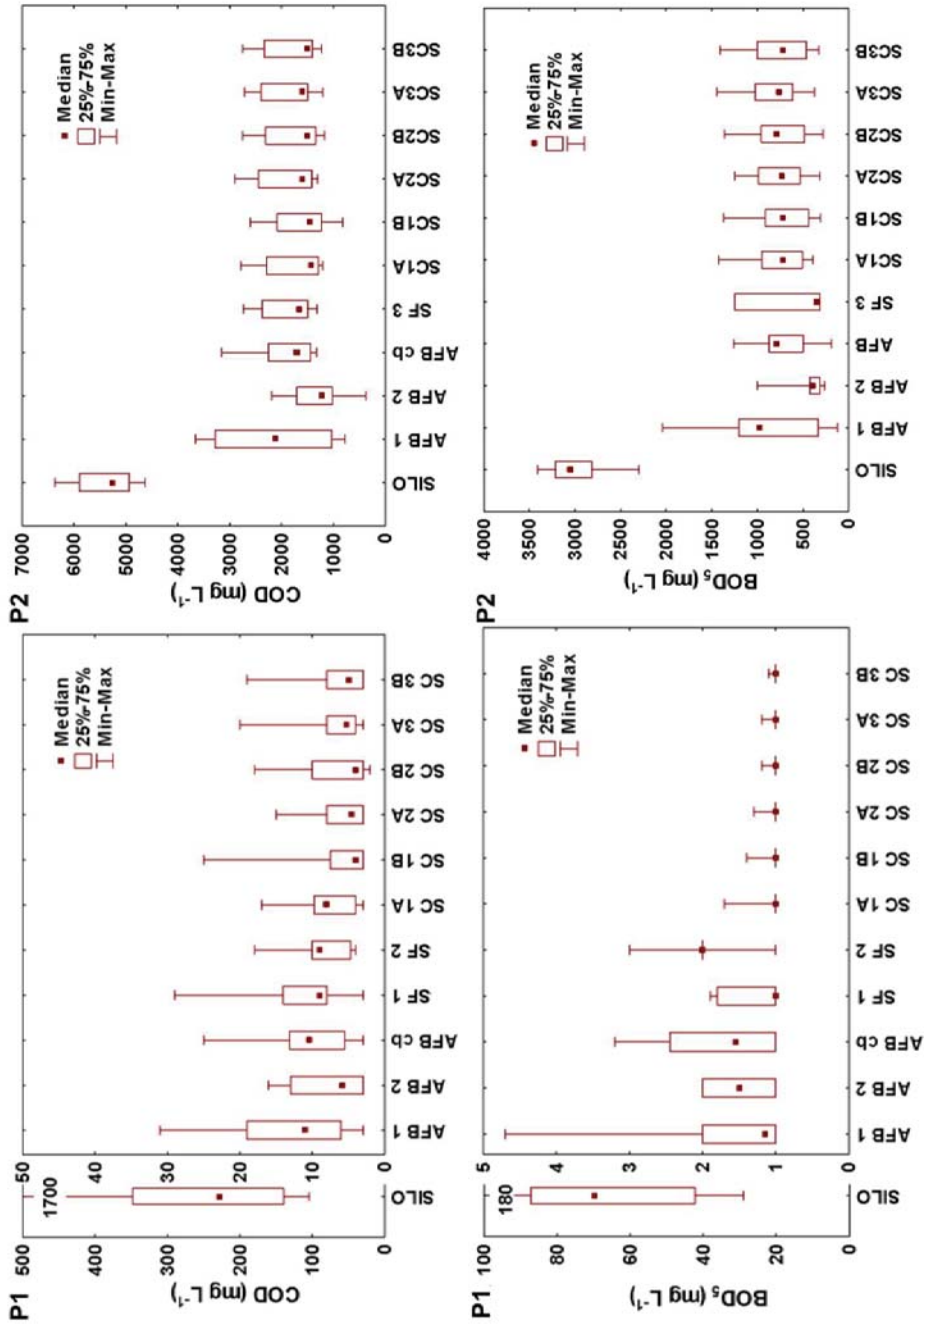 P1
COD (mg L⁻¹)
500
400
300
200
100
0
1700
50
40
30
20
10
0
Median
25%-75%
Min-Max
SILO
AFB 1
AFB 2
AFB cb
SF 1
SF 2
SC 1A
SC 1B
SC 2A
SC 2B
SC 3A
SC 3B
P2
COD (mg L⁻¹)
7000
6000
5000
4000
3000
2000
1000
0
Median
25%-75%
Min-Max
SILO
AFB 1
AFB 2
AFB cb
SF 3
SC1A
SC1B
SC2A
SC2B
SC3A
SC3B
P1
BOD₅ (mg L⁻¹)
100
80
60
40
20
0
180
5
4
3
2
1
0
Median
25%-75%
Min-Max
SILO
AFB 1
AFB 2
AFB cb
SF 1
SF 2
SC 1A
SC 1B
SC 2A
SC 2B
SC 3A
SC 3B
P2
BOD₅ (mg L⁻¹)
4000
3500
3000
2500
2000
1500
1000
500
0
Median
25%-75%
Min-Max
SILO
AFB 1
AFB 2
AFB
SF 3
SC1A
SC1B
SC2A
SC2B
SC3A
SC3B